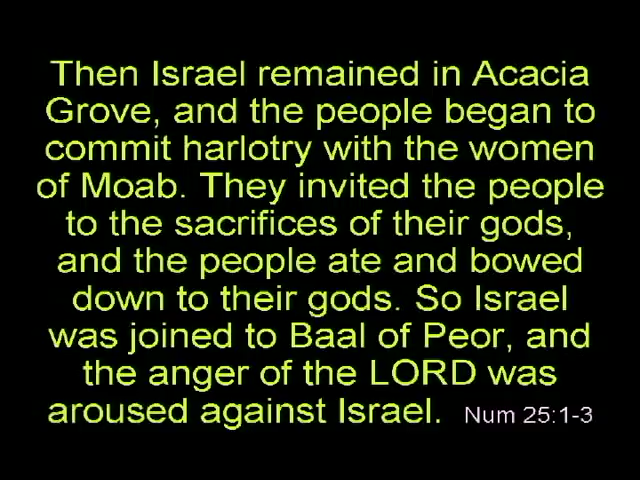 Then Israel remained in Acacia
Grove, and the people began to
commit harlotry with the women
of Moab. They invited the people
to the sacrifices of their gods,
and the people ate and bowed
down to their gods. So Israel
was joined to Baal of Peor, and
the anger of the LORD was
aroused against Israel. Num 25:1-3